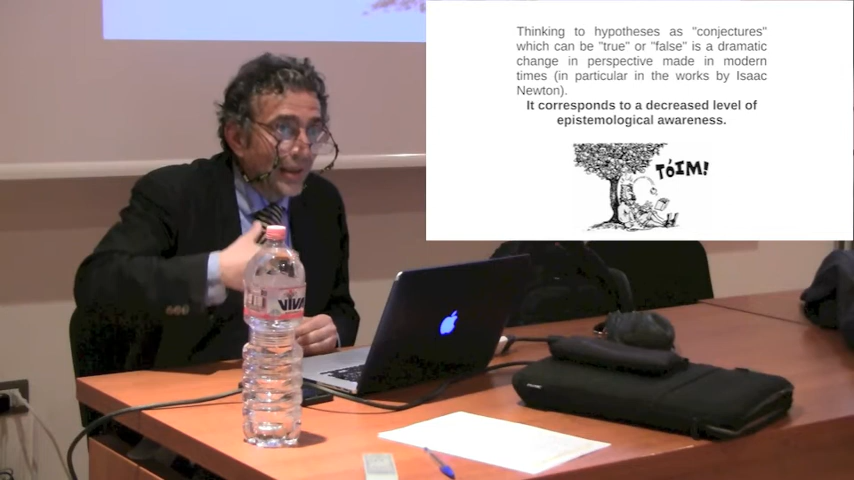 Thinking to hypotheses as "conjectures"
which can be "true" or "false" is a dramatic
change in perspective made in modern
times (in particular in the works by Isaac
Newton).
It corresponds to a decreased level of
epistemological awareness.
TÓIM!
VIVA